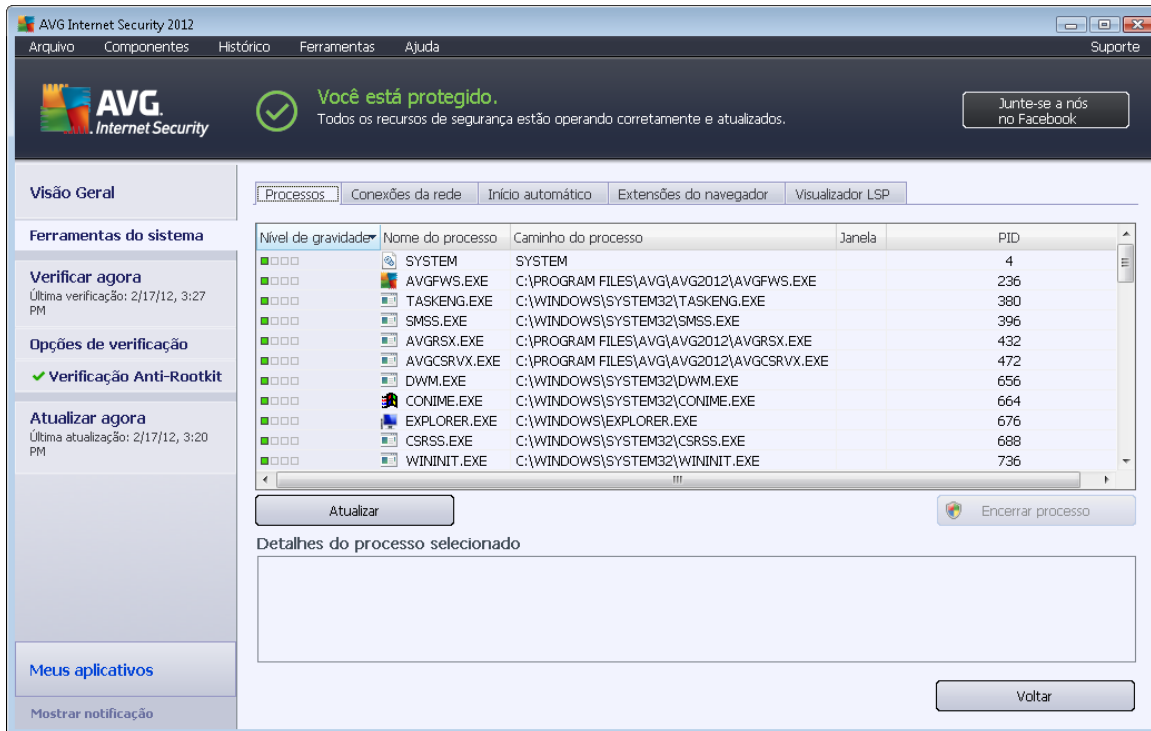 AVG Internet Security 2012
Arquivo Componentes Histórico Ferramentas Ajuda Suporte
AVG.
Internet Security
Você está protegido.
Todos os recursos de segurança estão operando corretamente e atualizados.
Junte-se a nós
no Facebook
Visão Geral
Ferramentas do sistema
Verificar agora
Última verificação: 2/17/12, 3:27
PM
Opções de verificação
Verificação Anti-Rootkit
Atualizar agora
Última atualização: 2/17/12, 3:20
PM
Meus aplicativos
Mostrar notificação
Processos Conexões da rede Início automático Extensões do navegador Visualizador LSP
Nível de gravidade Nome do processo Caminho do processo Janela PID
SYSTEM SYSTEM 4
AVGFWS.EXE C:\PROGRAM FILES\AVG\AVG2012\AVGFWS.EXE 236
TASKENG.EXE C:\WINDOWS\SYSTEM32\TASKENG.EXE 380
SMSS.EXE C:\WINDOWS\SYSTEM32\SMSS.EXE 396
AVGRSX.EXE C:\PROGRAM FILES\AVG\AVG2012\AVGRSX.EXE 432
AVGCSRVX.EXE C:\PROGRAM FILES\AVG\AVG2012\AVGCSRVX.EXE 472
DWM.EXE C:\WINDOWS\SYSTEM32\DWM.EXE 656
CONIME.EXE C:\WINDOWS\SYSTEM32\CONIME.EXE 664
EXPLORER.EXE C:\WINDOWS\EXPLORER.EXE 676
CSRSS.EXE C:\WINDOWS\SYSTEM32\CSRSS.EXE 688
WININIT.EXE C:\WINDOWS\SYSTEM32\WININIT.EXE 736
Atualizar Encerrar processo
Detalhes do processo selecionado
Voltar